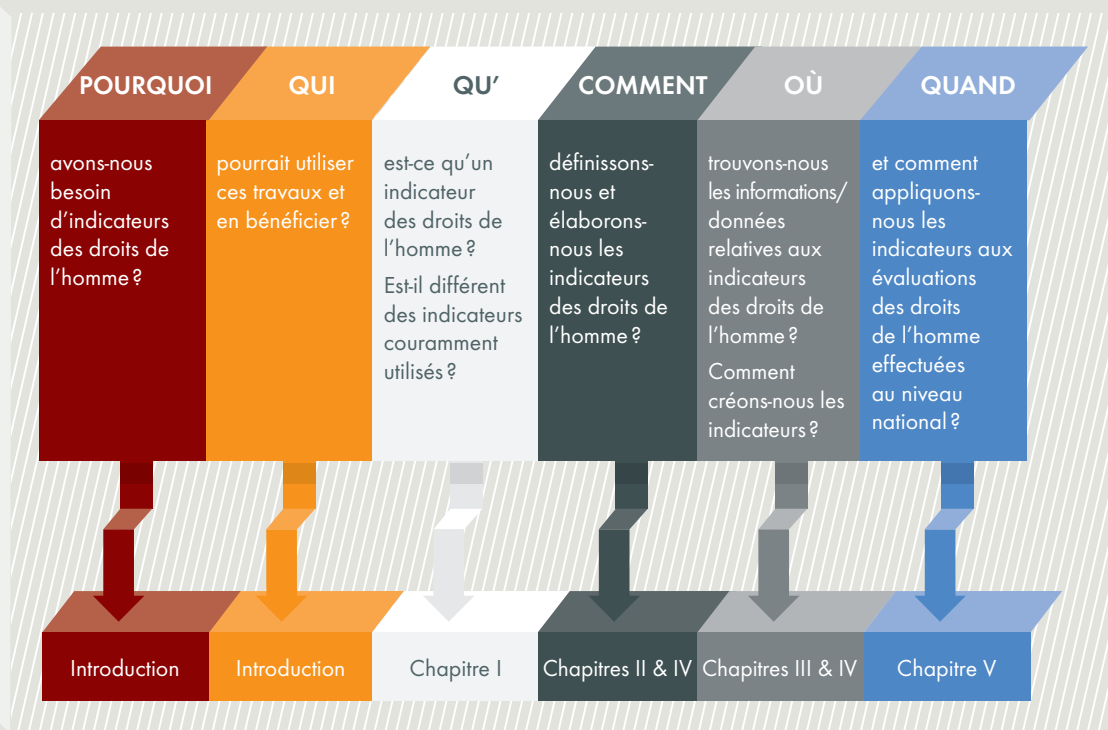 POURQUOI
avons-nous
besoin
d’indicateurs
des droits de
l’homme ?
QUI
pourrait utiliser
ces travaux et
en bénéficier ?
QU’
est-ce qu’un
indicateur
des droits de
l’homme ?
Est-il différent
des indicateurs
couramment
utilisés ?
COMMENT
définissons-
nous et
élaborons-
nous les
indicateurs
des droits de
l’homme ?
OÙ
trouvons-nous
les informations/
données
relatives aux
indicateurs
des droits de
l’homme ?
Comment
créons-nous les
indicateurs ?
QUAND
et comment
appliquons-
nous les
indicateurs aux
évaluations
des droits
de l’homme
effectuées
au niveau
national ?
Introduction
Introduction
Chapitre I
Chapitres II & IV
Chapitres III & IV
Chapitre V